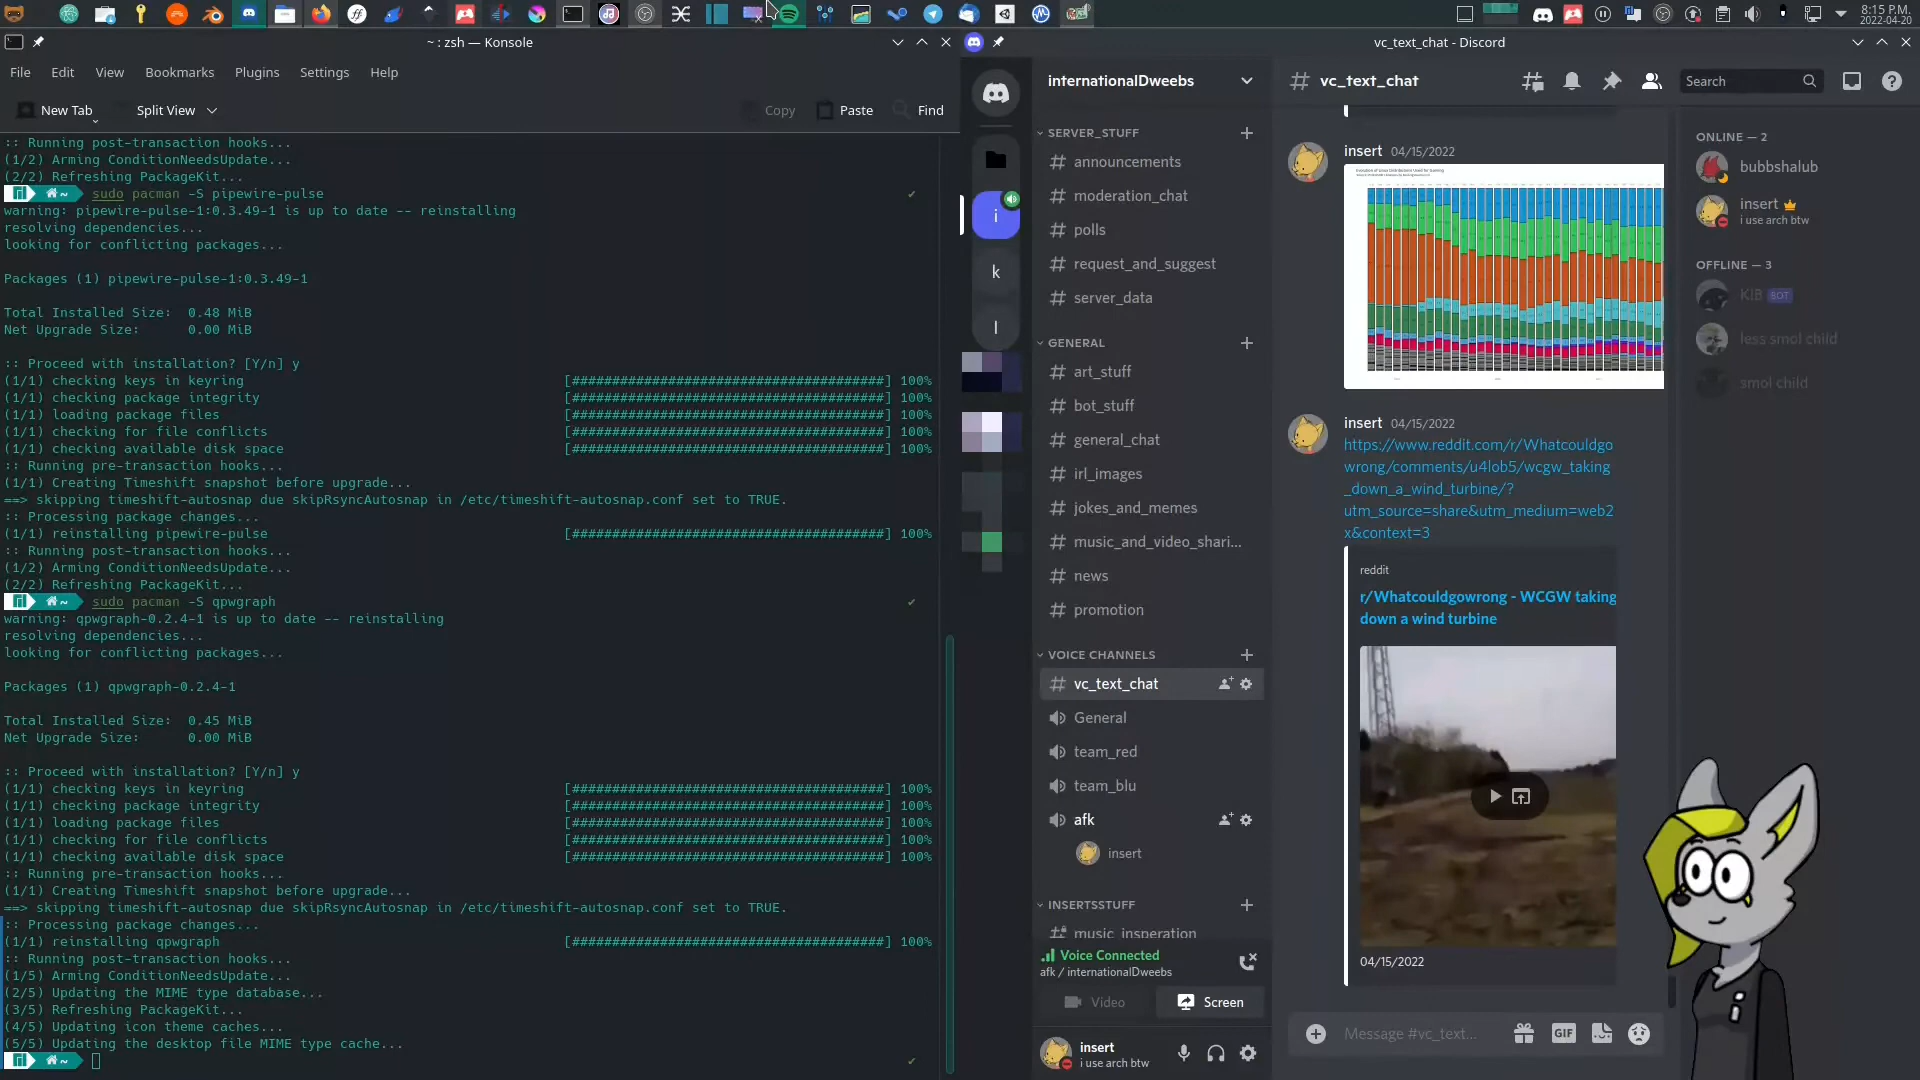 8:15 P.M.
2022-04-20
~ : zsh — Konsole
File Edit View Bookmarks Plugins Settings Help
New Tab Split View Copy Paste Find
:: Running post-transaction hooks...
(1/2) Arming ConditionNeedsUpdate...
(2/2) Refreshing PackageKit...
~ sudo pacman -S pipewire-pulse ✔
warning: pipewire-pulse-1:0.3.49-1 is up to date -- reinstalling
resolving dependencies...
looking for conflicting packages...
Packages (1) pipewire-pulse-1:0.3.49-1
Total Installed Size: 0.48 MiB
Net Upgrade Size: 0.00 MiB
:: Proceed with installation? [Y/n] y
(1/1) checking keys in keyring [#######################################] 100%
(1/1) checking package integrity [#######################################] 100%
(1/1) loading package files [#######################################] 100%
(1/1) checking for file conflicts [#######################################] 100%
(1/1) checking available disk space [#######################################] 100%
:: Running pre-transaction hooks...
(1/1) Creating Timeshift snapshot before upgrade...
==> skipping timeshift-autosnap due skipRsyncAutosnap in /etc/timeshift-autosnap.conf set to TRUE.
:: Processing package changes...
(1/1) reinstalling pipewire-pulse [#######################################] 100%
:: Running post-transaction hooks...
(1/2) Arming ConditionNeedsUpdate...
(2/2) Refreshing PackageKit...
~ sudo pacman -S qpwgraph ✔
warning: qpwgraph-0.2.4-1 is up to date -- reinstalling
resolving dependencies...
looking for conflicting packages...
Packages (1) qpwgraph-0.2.4-1
Total Installed Size: 0.45 MiB
Net Upgrade Size: 0.00 MiB
:: Proceed with installation? [Y/n] y
(1/1) checking keys in keyring [#######################################] 100%
(1/1) checking package integrity [#######################################] 100%
(1/1) loading package files [#######################################] 100%
(1/1) checking for file conflicts [#######################################] 100%
(1/1) checking available disk space [#######################################] 100%
:: Running pre-transaction hooks...
(1/1) Creating Timeshift snapshot before upgrade...
==> skipping timeshift-autosnap due skipRsyncAutosnap in /etc/timeshift-autosnap.conf set to TRUE.
:: Processing package changes...
(1/1) reinstalling qpwgraph [#######################################] 100%
:: Running post-transaction hooks...
(1/5) Arming ConditionNeedsUpdate...
(2/5) Updating the MIME type database...
(3/5) Refreshing PackageKit...
(4/5) Updating icon theme caches...
(5/5) Updating the desktop file MIME type cache...
~ ✔
vc_text_chat - Discord
i
k
l
internationalDweebs
SERVER_STUFF
# announcements
# moderation_chat
# polls
# request_and_suggest
# server_data
GENERAL
# art_stuff
# bot_stuff
# general_chat
# irl_images
# jokes_and_memes
# music_and_video_shari...
# news
# promotion
VOICE CHANNELS
# vc_text_chat
General
team_red
team_blu
afk
insert
INSERTSSTUFF
# music_insperation
Voice Connected
afk / internationalDweebs
Video Screen
insert
i use arch btw
# vc_text_chat
Search
insert 04/15/2022
insert 04/15/2022
https://www.reddit.com/r/Whatcouldgo
wrong/comments/u4lob5/wcgw_taking
_down_a_wind_turbine/?
utm_source=share&utm_medium=web2
x&context=3
reddit
r/Whatcouldgowrong - WCGW taking
down a wind turbine
04/15/2022
Message #vc_text...
GIF
ONLINE — 2
bubbshalub
insert
i use arch btw
OFFLINE — 3
KIB BOT
less smol child
smol child